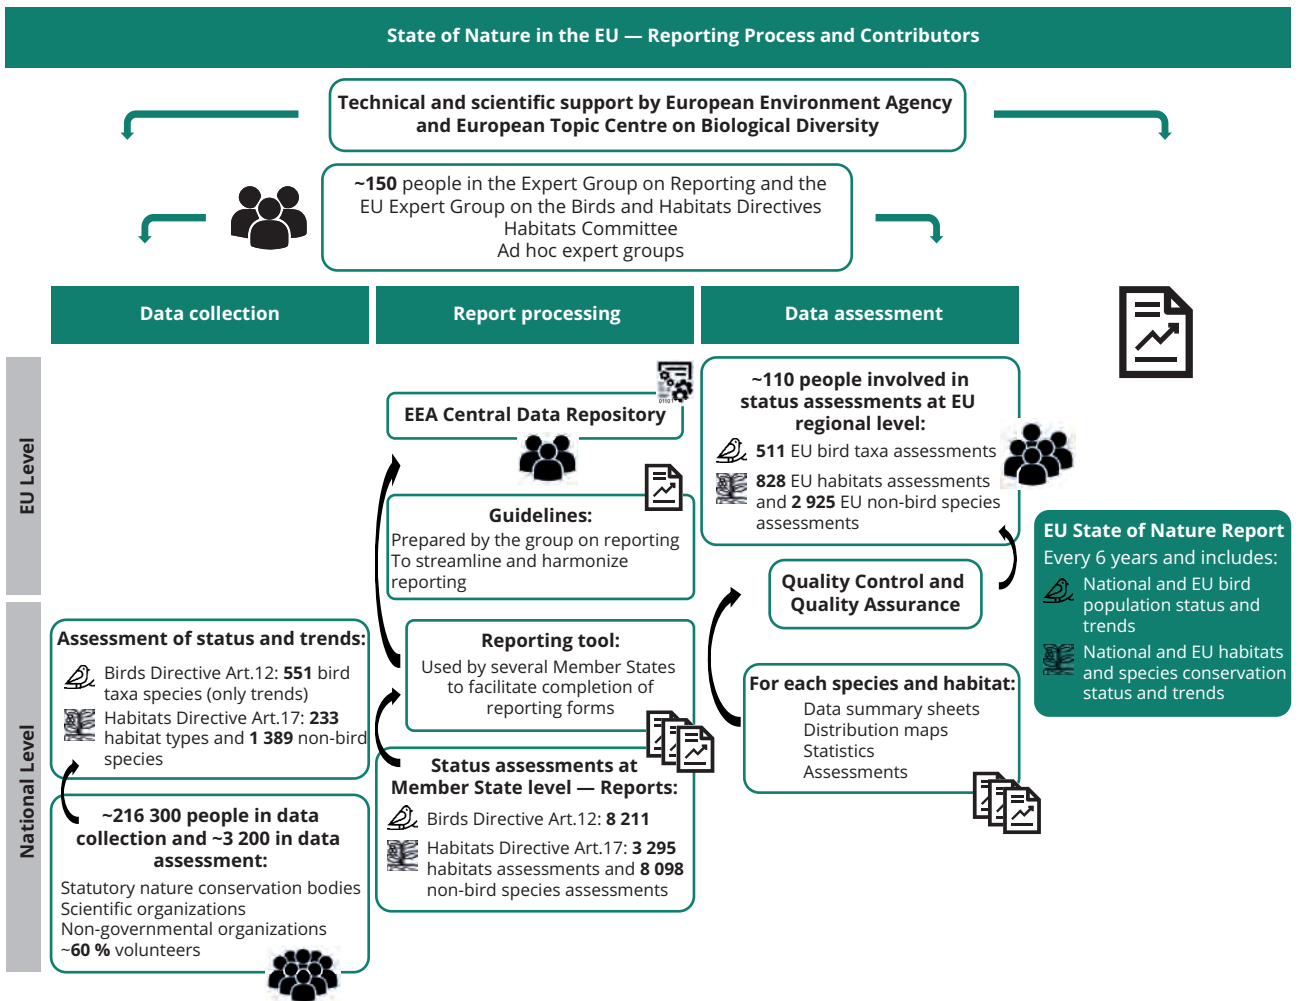 State of Nature in the EU — Reporting Process and Contributors
Technical and scientific support by European Environment Agency
and European Topic Centre on Biological Diversity
~150 people in the Expert Group on Reporting and the
EU Expert Group on the Birds and Habitats Directives
Habitats Committee
Ad hoc expert groups
Data collection
Report processing
Data assessment
EU Level
National Level
Assessment of status and trends:
Birds Directive Art.12: 551 bird
taxa species (only trends)
Habitats Directive Art.17: 233
habitat types and 1 389 non-bird
species
~216 300 people in data
collection and ~3 200 in data
assessment:
Statutory nature conservation bodies
Scientific organizations
Non-governmental organizations
~60 % volunteers
EEA Central Data Repository
Guidelines:
Prepared by the group on reporting
To streamline and harmonize
reporting
Reporting tool:
Used by several Member States
to facilitate completion of
reporting forms
Status assessments at
Member State level — Reports:
Birds Directive Art.12: 8 211
Habitats Directive Art.17: 3 295
habitats assessments and 8 098
non-bird species assessments
~110 people involved in
status assessments at EU
regional level:
511 EU bird taxa assessments
828 EU habitats assessments
and 2 925 EU non-bird species
assessments
Quality Control and
Quality Assurance
For each species and habitat:
Data summary sheets
Distribution maps
Statistics
Assessments
EU State of Nature Report
Every 6 years and includes:
National and EU bird
population status and
trends
National and EU habitats
and species conservation
status and trends